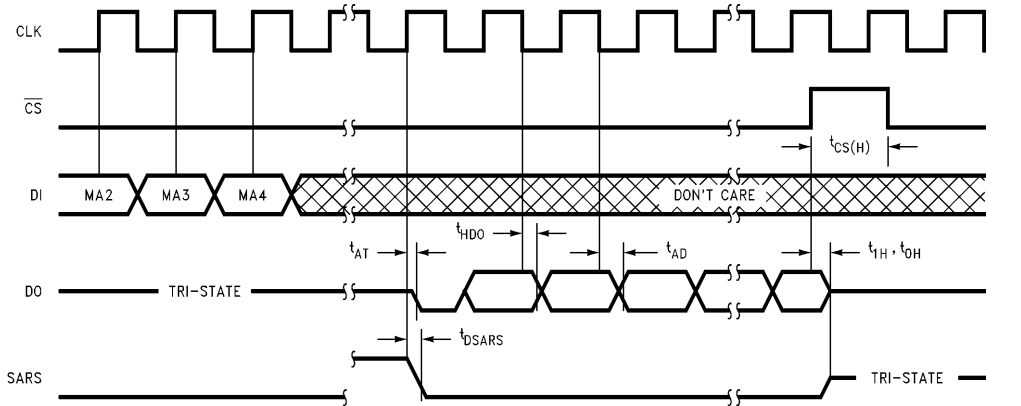 CLK
CS
tCS(H)
DI
MA2
MA3
MA4
DON'T CARE
tHDO
tAT
tAD
t1H, t0H
DO
TRI-STATE
tDSARS
SARS
TRI-STATE